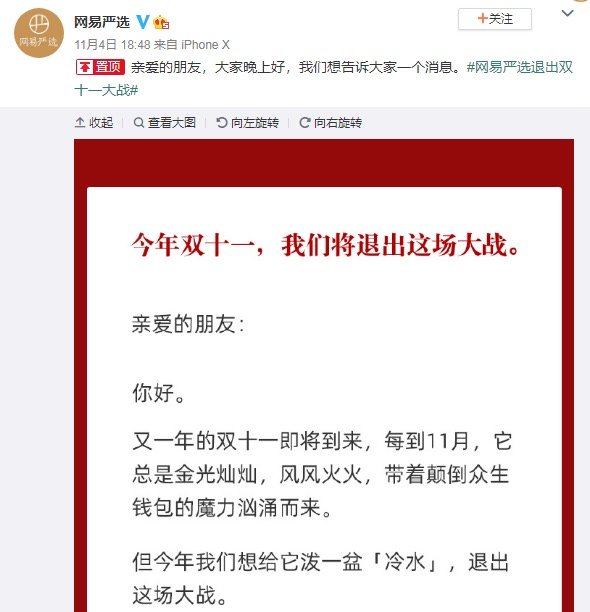 网易严选
+关注
11月4日 18:48 来自 iPhone X
网易严选
置顶 亲爱的朋友，大家晚上好，我们想告诉大家一个消息。#网易严选退出双
十一大战#
收起 查看大图 向左旋转 向右旋转
今年双十一，我们将退出这场大战。
亲爱的朋友：
你好。
又一年的双十一即将到来，每到11月，它
总是金光灿灿，风风火火，带着颠倒众生
钱包的魔力汹涌而来。
但今年我们想给它泼一盆「冷水」，退出
这场大战。